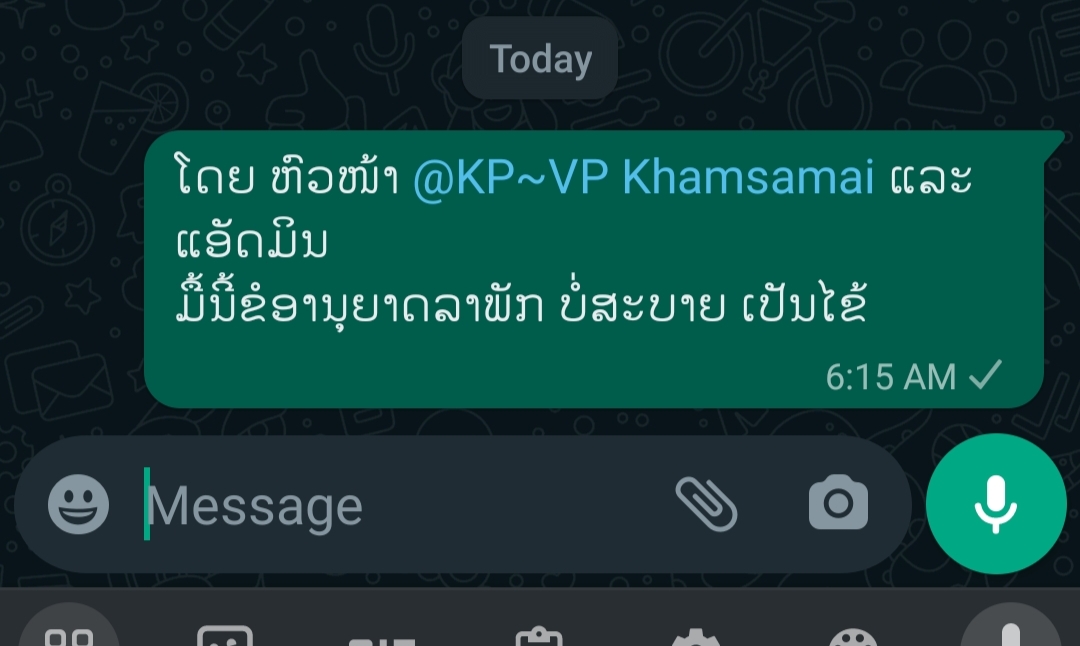 Today
ໂດຍ ຫົວໜ້າ @KP~VP Khamsamai ແລະ
ແອັດມິນ
ມື້ນີ້ຂໍອານຸຍາດລາພັກ ບໍ່ສະບາຍ ເປັນໄຂ້
6:15 AM
Message